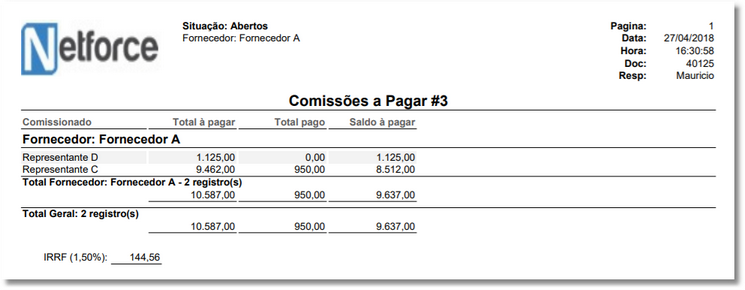 Netforce
Situação: Abertos
Fornecedor: Fornecedor A
Pagina: 1
Data: 27/04/2018
Hora: 16:30:58
Doc: 40125
Resp: Mauricio
Comissões a Pagar #3
Comissionado Total à pagar Total pago Saldo à pagar
Fornecedor: Fornecedor A
Representante D 1.125,00 0,00 1.125,00
Representante C 9.462,00 950,00 8.512,00
Total Fornecedor: Fornecedor A - 2 registro(s)
10.587,00 950,00 9.637,00
Total Geral: 2 registro(s)
10.587,00 950,00 9.637,00
IRRF (1,50%): 144,56